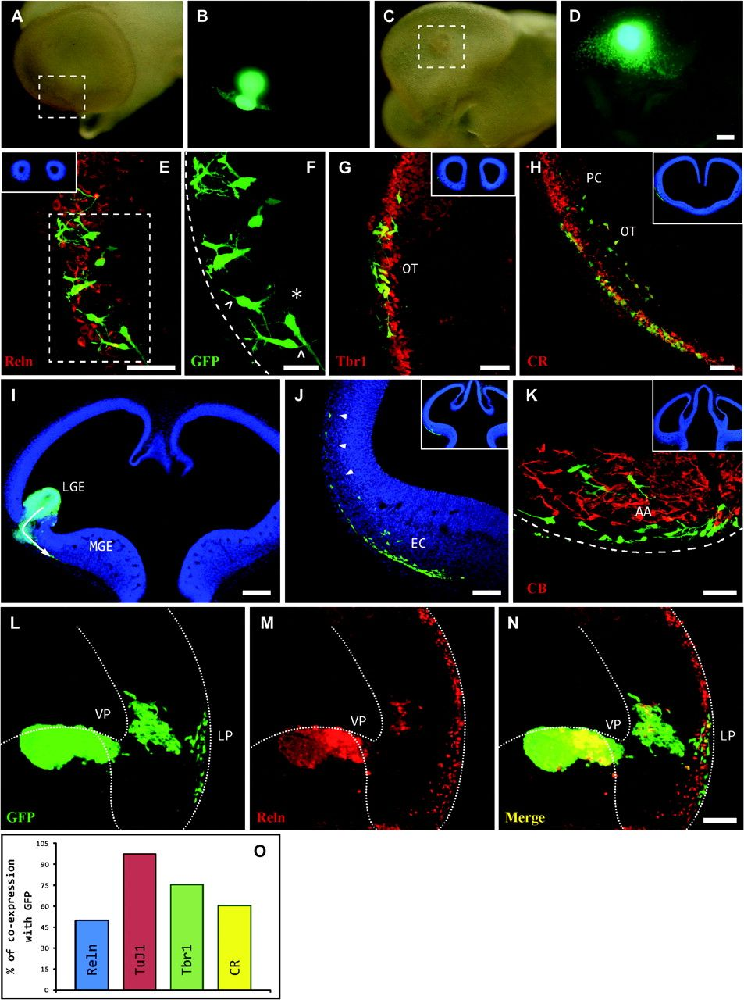 A
B
C
D
E
Reln
F
*
^
^
GFP
G
OT
Tbr1
H
PC
OT
CR
I
LGE
MGE
J
EC
K
AA
CB
L
VP
LP
GFP
M
VP
Reln
N
VP
LP
Merge
O
% of co-expression
with GFP
105
90
75
60
45
30
15
0
Reln
TuJ1
Tbr1
CR